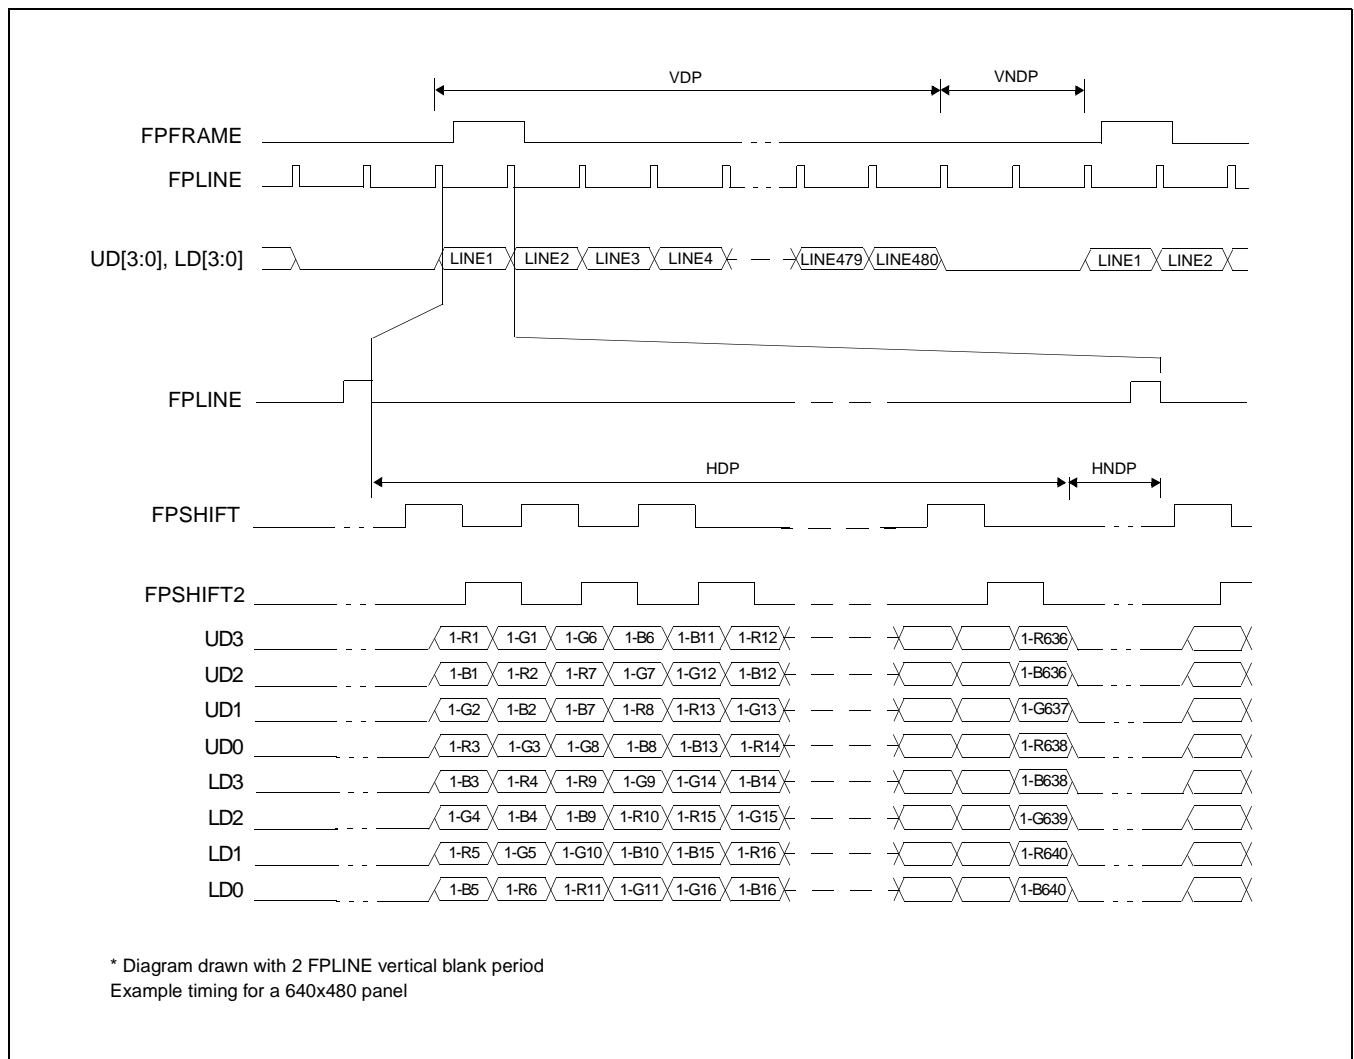 VDP VNDP
FPFRAME
FPLINE
UD[3:0], LD[3:0] LINE1 LINE2 LINE3 LINE4 LINE479 LINE480 LINE1 LINE2
FPLINE
HDP HNDP
FPSHIFT
FPSHIFT2
UD3 1-R1 1-G1 1-G6 1-B6 1-B11 1-R12 1-R636
UD2 1-B1 1-R2 1-R7 1-G7 1-G12 1-B12 1-B636
UD1 1-G2 1-B2 1-B7 1-R8 1-R13 1-G13 1-G637
UD0 1-R3 1-G3 1-G8 1-B8 1-B13 1-R14 1-R638
LD3 1-B3 1-R4 1-R9 1-G9 1-G14 1-B14 1-B638
LD2 1-G4 1-B4 1-B9 1-R10 1-R15 1-G15 1-G639
LD1 1-R5 1-G5 1-G10 1-B10 1-B15 1-R16 1-R640
LD0 1-B5 1-R6 1-R11 1-G11 1-G16 1-B16 1-B640
* Diagram drawn with 2 FPLINE vertical blank period
Example timing for a 640x480 panel